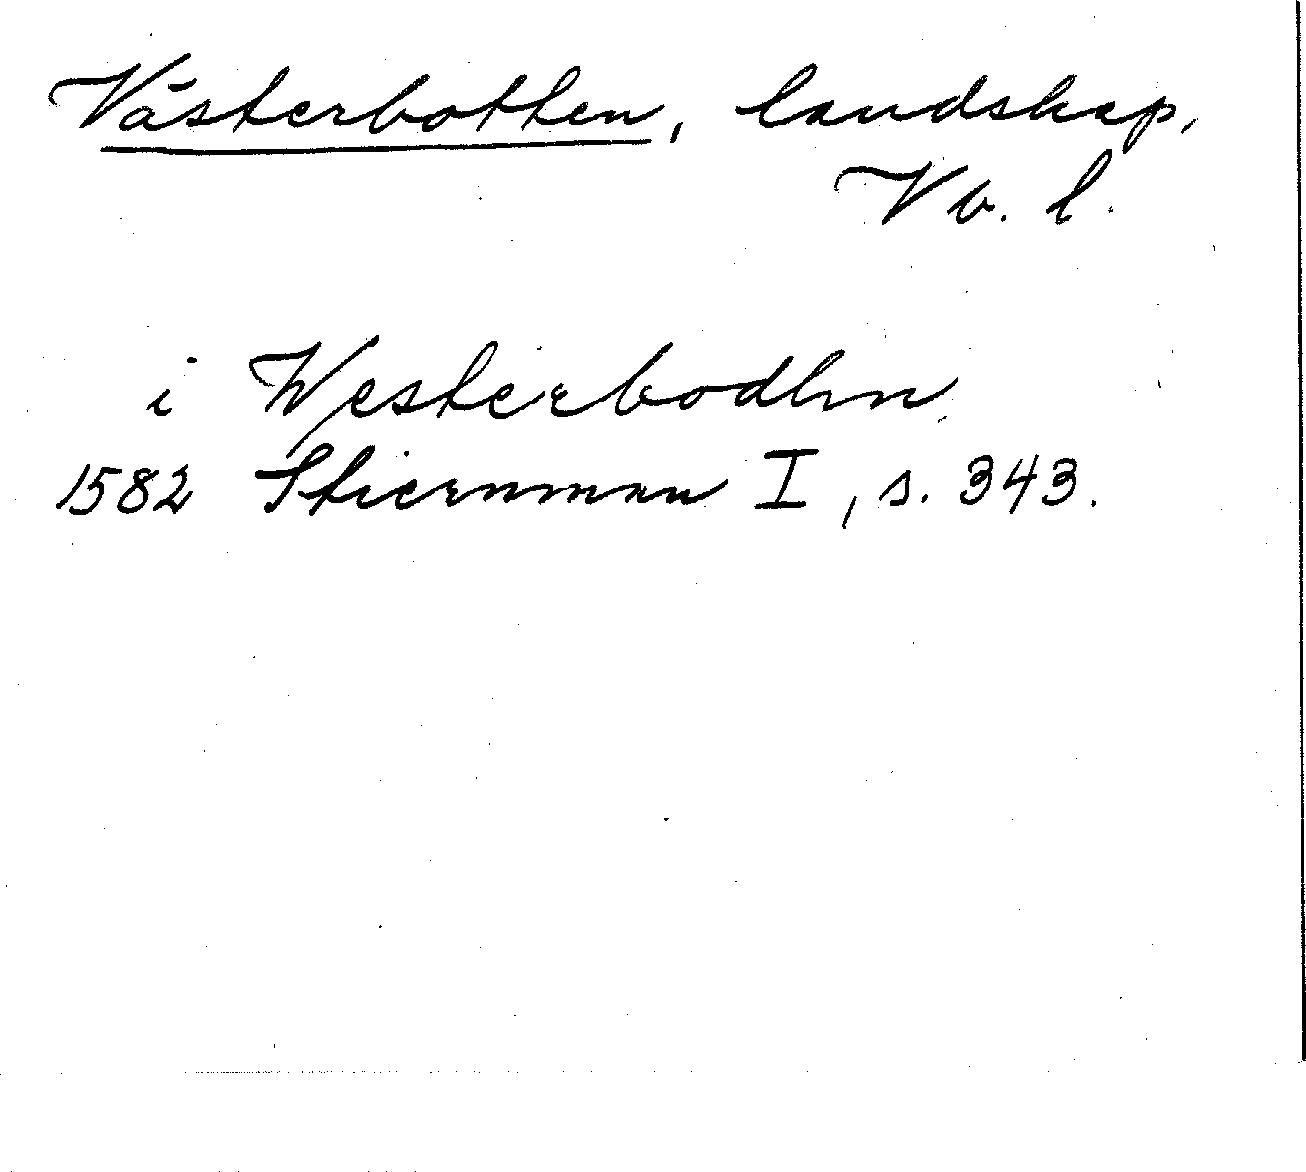 Västerbotten, landskap,
Vb. l.
i Westerbodhn
1582 Stiernman I, s. 343.